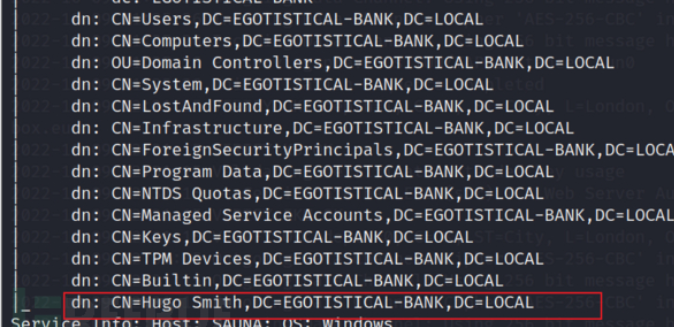 dn: CN=Users,DC=EGOTISTICAL-BANK,DC=LOCAL
dn: CN=Computers,DC=EGOTISTICAL-BANK,DC=LOCAL
dn: OU=Domain Controllers,DC=EGOTISTICAL-BANK,DC=LOCAL
dn: CN=System,DC=EGOTISTICAL-BANK,DC=LOCAL
dn: CN=LostAndFound,DC=EGOTISTICAL-BANK,DC=LOCAL
dn: CN=Infrastructure,DC=EGOTISTICAL-BANK,DC=LOCAL
dn: CN=ForeignSecurityPrincipals,DC=EGOTISTICAL-BANK,DC=LOCA
dn: CN=Program Data,DC=EGOTISTICAL-BANK,DC=LOCAL
dn: CN=NTDS Quotas,DC=EGOTISTICAL-BANK,DC=LOCAL
dn: CN=Managed Service Accounts,DC=EGOTISTICAL-BANK,DC=LOCAL
dn: CN=Keys,DC=EGOTISTICAL-BANK,DC=LOCAL
dn: CN=TPM Devices,DC=EGOTISTICAL-BANK,DC=LOCAL
dn: CN=Builtin,DC=EGOTISTICAL-BANK,DC=LOCAL
|_ dn: CN=Hugo Smith,DC=EGOTISTICAL-BANK,DC=LOCAL
Service Info: Host: SAUNA; OS: Windows